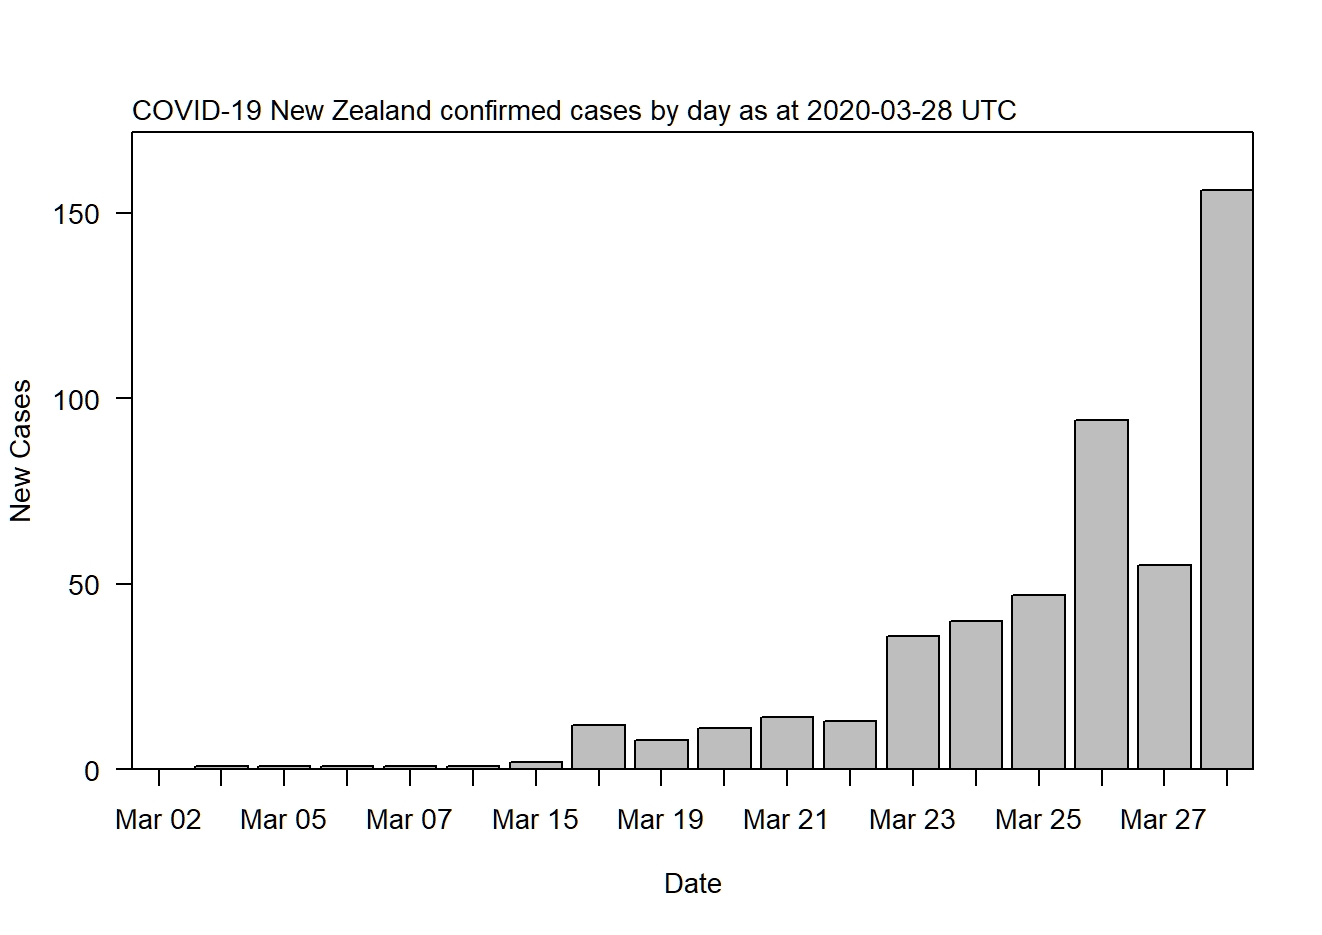 COVID-19 New Zealand confirmed cases by day as at 2020-03-28 UTC
150
100
50
0
New Cases
Mar 02 Mar 05 Mar 07 Mar 15 Mar 19 Mar 21 Mar 23 Mar 25 Mar 27
Date